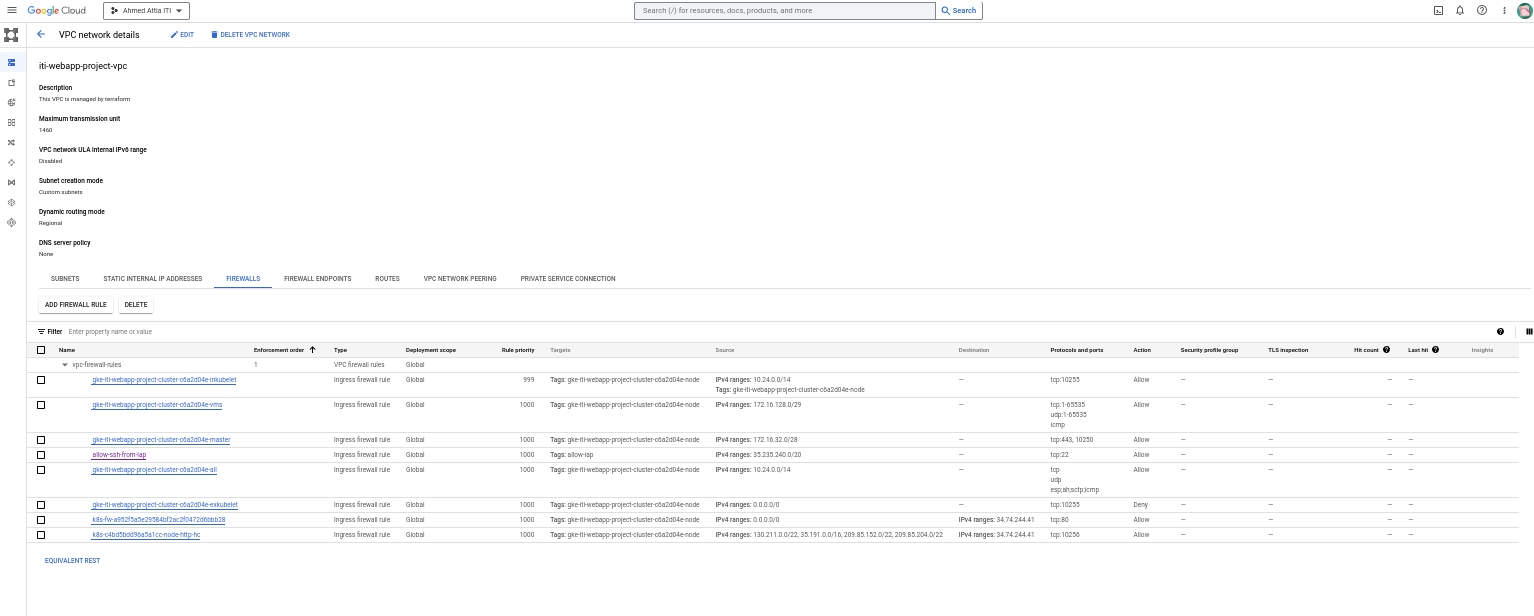 Google Cloud
Ahmed Attia ITI
Search (/) for resources, docs, products, and more
Search
VPC network details
EDIT
DELETE VPC NETWORK
iti-webapp-project-vpc
Description
This VPC is managed by terraform
Maximum transmission unit
1460
VPC network ULA internal IPv6 range
Disabled
Subnet creation mode
Custom subnets
Dynamic routing mode
Regional
DNS server policy
None
SUBNETS STATIC INTERNAL IP ADDRESSES FIREWALLS FIREWALL ENDPOINTS ROUTES VPC NETWORK PEERING PRIVATE SERVICE CONNECTION
ADD FIREWALL RULE DELETE
Filter Enter property name or value
Name Enforcement order Type Deployment scope Rule priority Targets Source Destination Protocols and ports Action Security profile group TLS inspection Hit count Last hit Insights
vpc-firewall-rules 1 VPC firewall rules Global
gke-iti-webapp-project-cluster-c6a2d04e-inkubelet Ingress firewall rule Global 999 Tags: gke-iti-webapp-project-cluster-c6a2d04e-node IPv4 ranges: 10.24.0.0/14 — tcp:10255 Allow — — — —
Tags: gke-iti-webapp-project-cluster-c6a2d04e-node
gke-iti-webapp-project-cluster-c6a2d04e-vms Ingress firewall rule Global 1000 Tags: gke-iti-webapp-project-cluster-c6a2d04e-node IPv4 ranges: 172.16.128.0/29 — tcp:1-65535 Allow — — — —
udp:1-65535
icmp
gke-iti-webapp-project-cluster-c6a2d04e-master Ingress firewall rule Global 1000 Tags: gke-iti-webapp-project-cluster-c6a2d04e-node IPv4 ranges: 172.16.32.0/28 — tcp:443, 10250 Allow — — — —
allow-ssh-from-iap Ingress firewall rule Global 1000 Tags: allow-iap IPv4 ranges: 35.235.240.0/20 — tcp:22 Allow — — — —
gke-iti-webapp-project-cluster-c6a2d04e-all Ingress firewall rule Global 1000 Tags: gke-iti-webapp-project-cluster-c6a2d04e-node IPv4 ranges: 10.24.0.0/14 — tcp Allow — — — —
udp
esp;ah;sctp;icmp
gke-iti-webapp-project-cluster-c6a2d04e-exkubelet Ingress firewall rule Global 1000 Tags: gke-iti-webapp-project-cluster-c6a2d04e-node IPv4 ranges: 0.0.0.0/0 — tcp:10255 Deny — — — —
k8s-fw-a952f5a5e29584bf2ac2f0472d6bbb28 Ingress firewall rule Global 1000 Tags: gke-iti-webapp-project-cluster-c6a2d04e-node IPv4 ranges: 0.0.0.0/0 IPv4 ranges: 34.74.244.41 tcp:80 Allow — — — —
k8s-c4bd5bdd96a5a1cc-node-http-hc Ingress firewall rule Global 1000 Tags: gke-iti-webapp-project-cluster-c6a2d04e-node IPv4 ranges: 130.211.0.0/22, 35.191.0.0/16, 209.85.152.0/22, 209.85.204.0/22 IPv4 ranges: 34.74.244.41 tcp:10256 Allow — — — —
EQUIVALENT REST